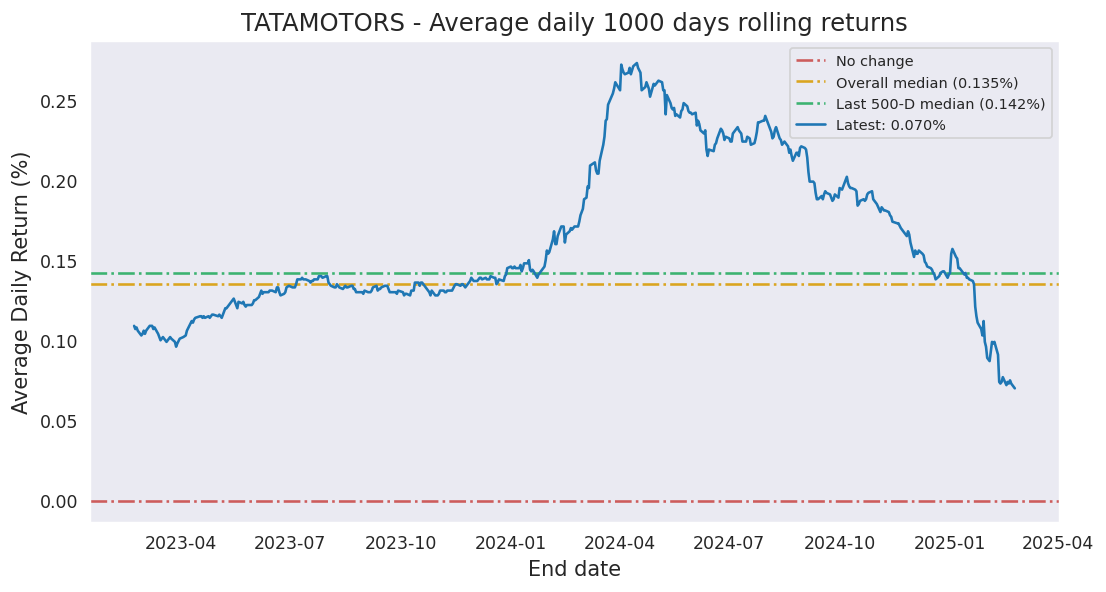 TATAMOTORS - Average daily 1000 days rolling returns
No change
Overall median (0.135%)
Last 500-D median (0.142%)
Latest: 0.070%
Average Daily Return (%)
0.25
0.20
0.15
0.10
0.05
0.00
2023-04 2023-07 2023-10 2024-01 2024-04 2024-07 2024-10 2025-01 2025-04
End date